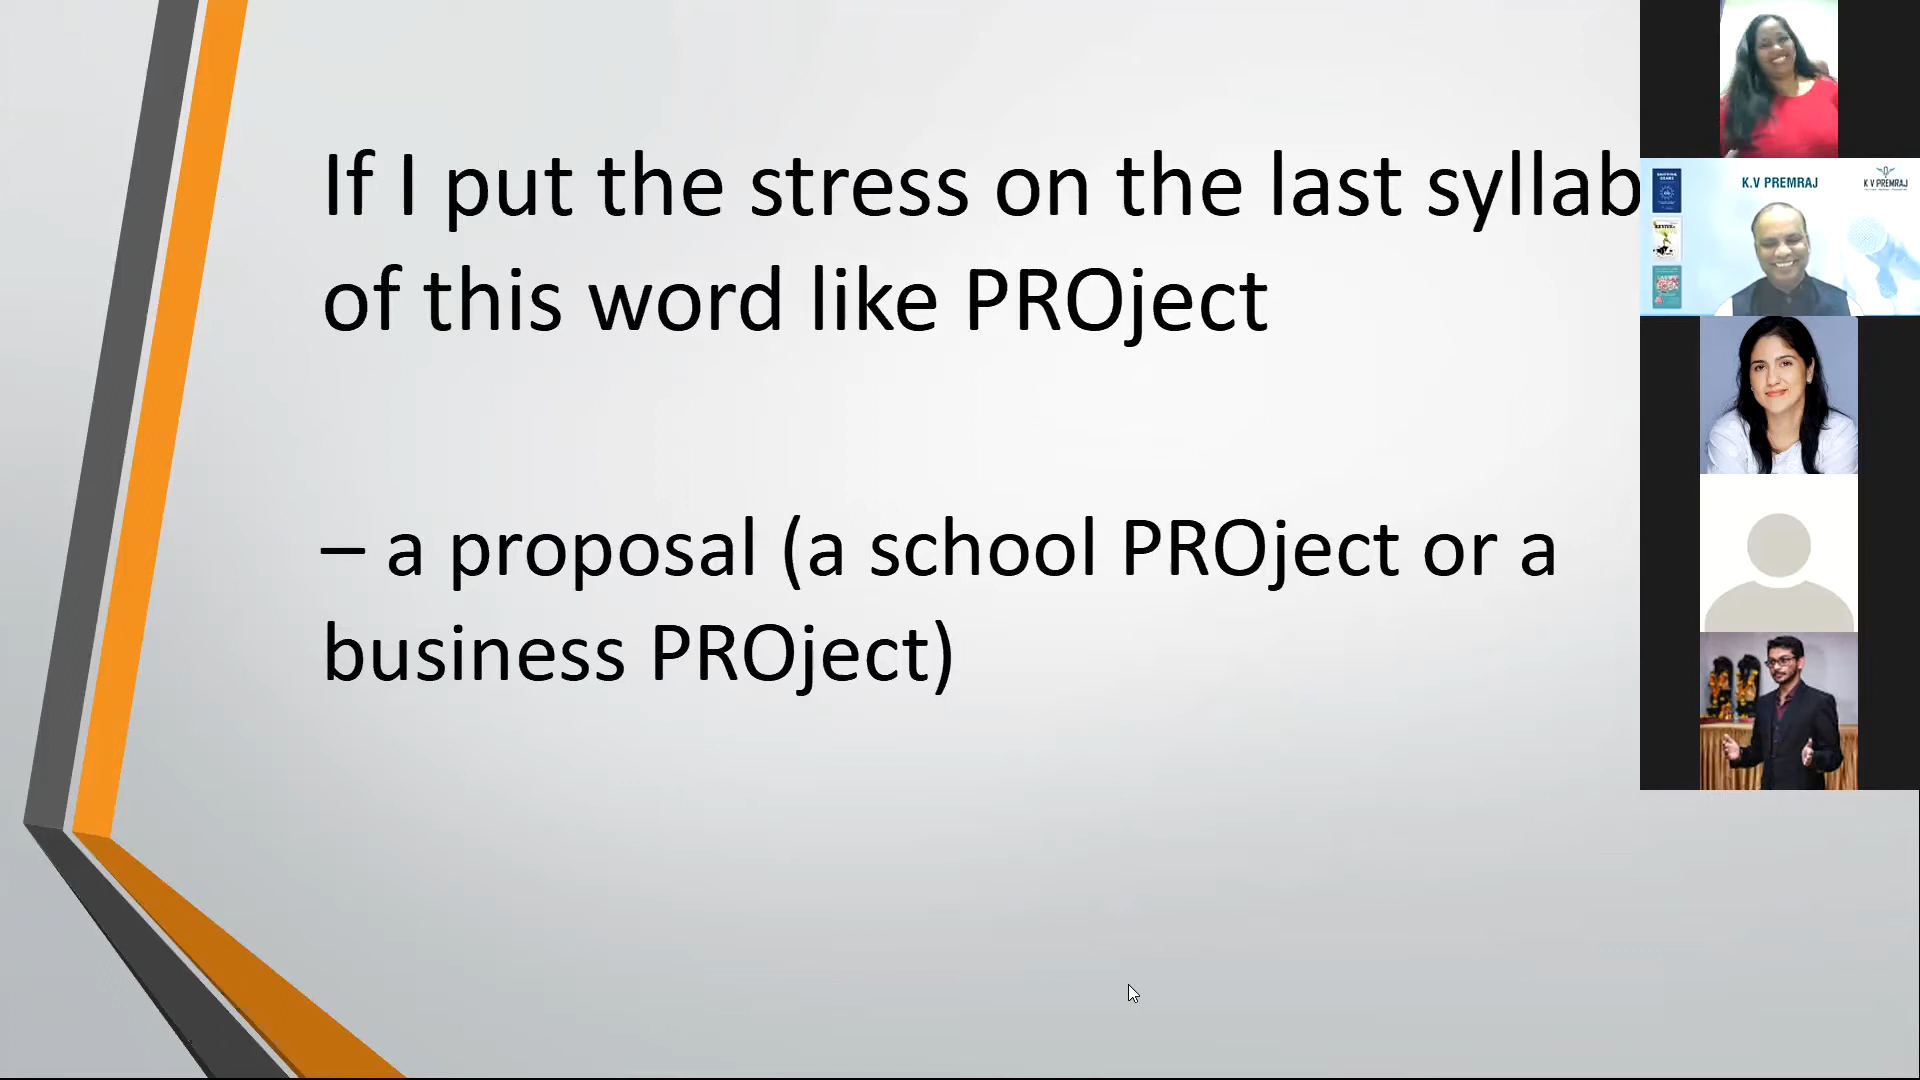 If I put the stress on the last syllab
of this word like PROject
– a proposal (a school PROject or a
business PROject)
K.V PREMRAJ
K V PREMRAJ